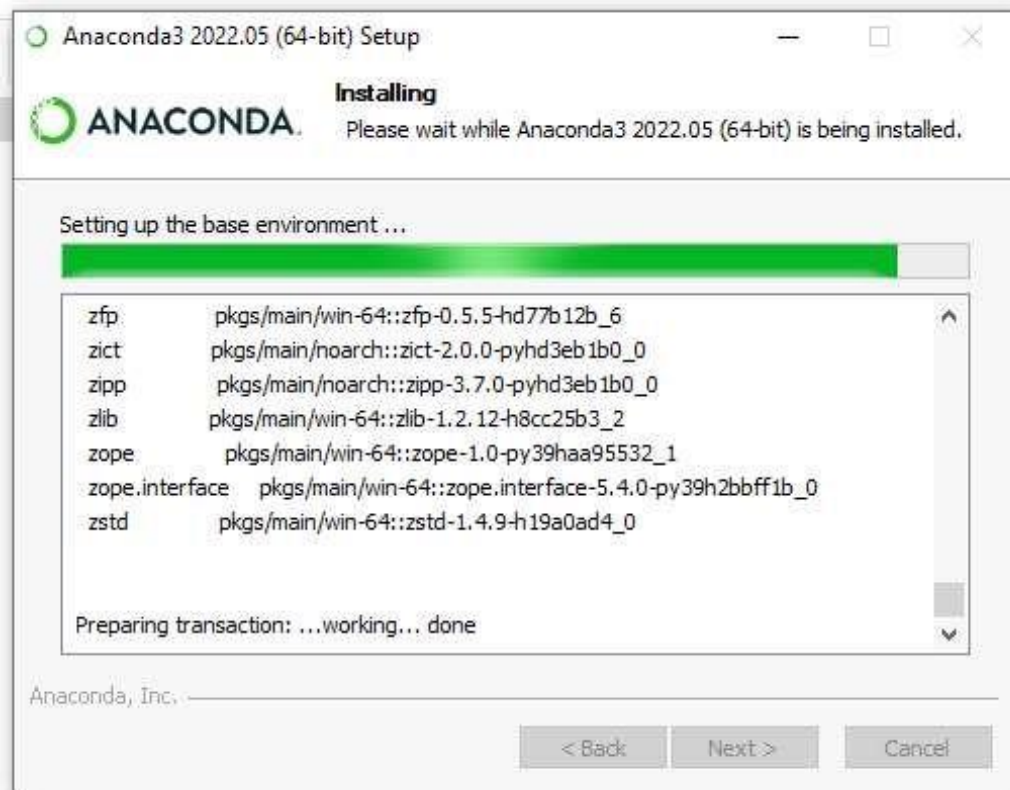 Anaconda3 2022.05 (64-bit) Setup
ANACONDA.
Installing
Please wait while Anaconda3 2022.05 (64-bit) is being installed.
Setting up the base environment ...
zfp pkgs/main/win-64::zfp-0.5.5-hd77b12b_6
zict pkgs/main/noarch::zict-2.0.0-pyhd3eb1b0_0
zipp pkgs/main/noarch::zipp-3.7.0-pyhd3eb1b0_0
zlib pkgs/main/win-64::zlib-1.2.12-h8cc25b3_2
zope pkgs/main/win-64::zope-1.0-py39haa95532_1
zope.interface pkgs/main/win-64::zope.interface-5.4.0-py39h2bbff1b_0
zstd pkgs/main/win-64::zstd-1.4.9-h19a0ad4_0
Preparing transaction: ...working... done
Anaconda, Inc.
< Back Next > Cancel